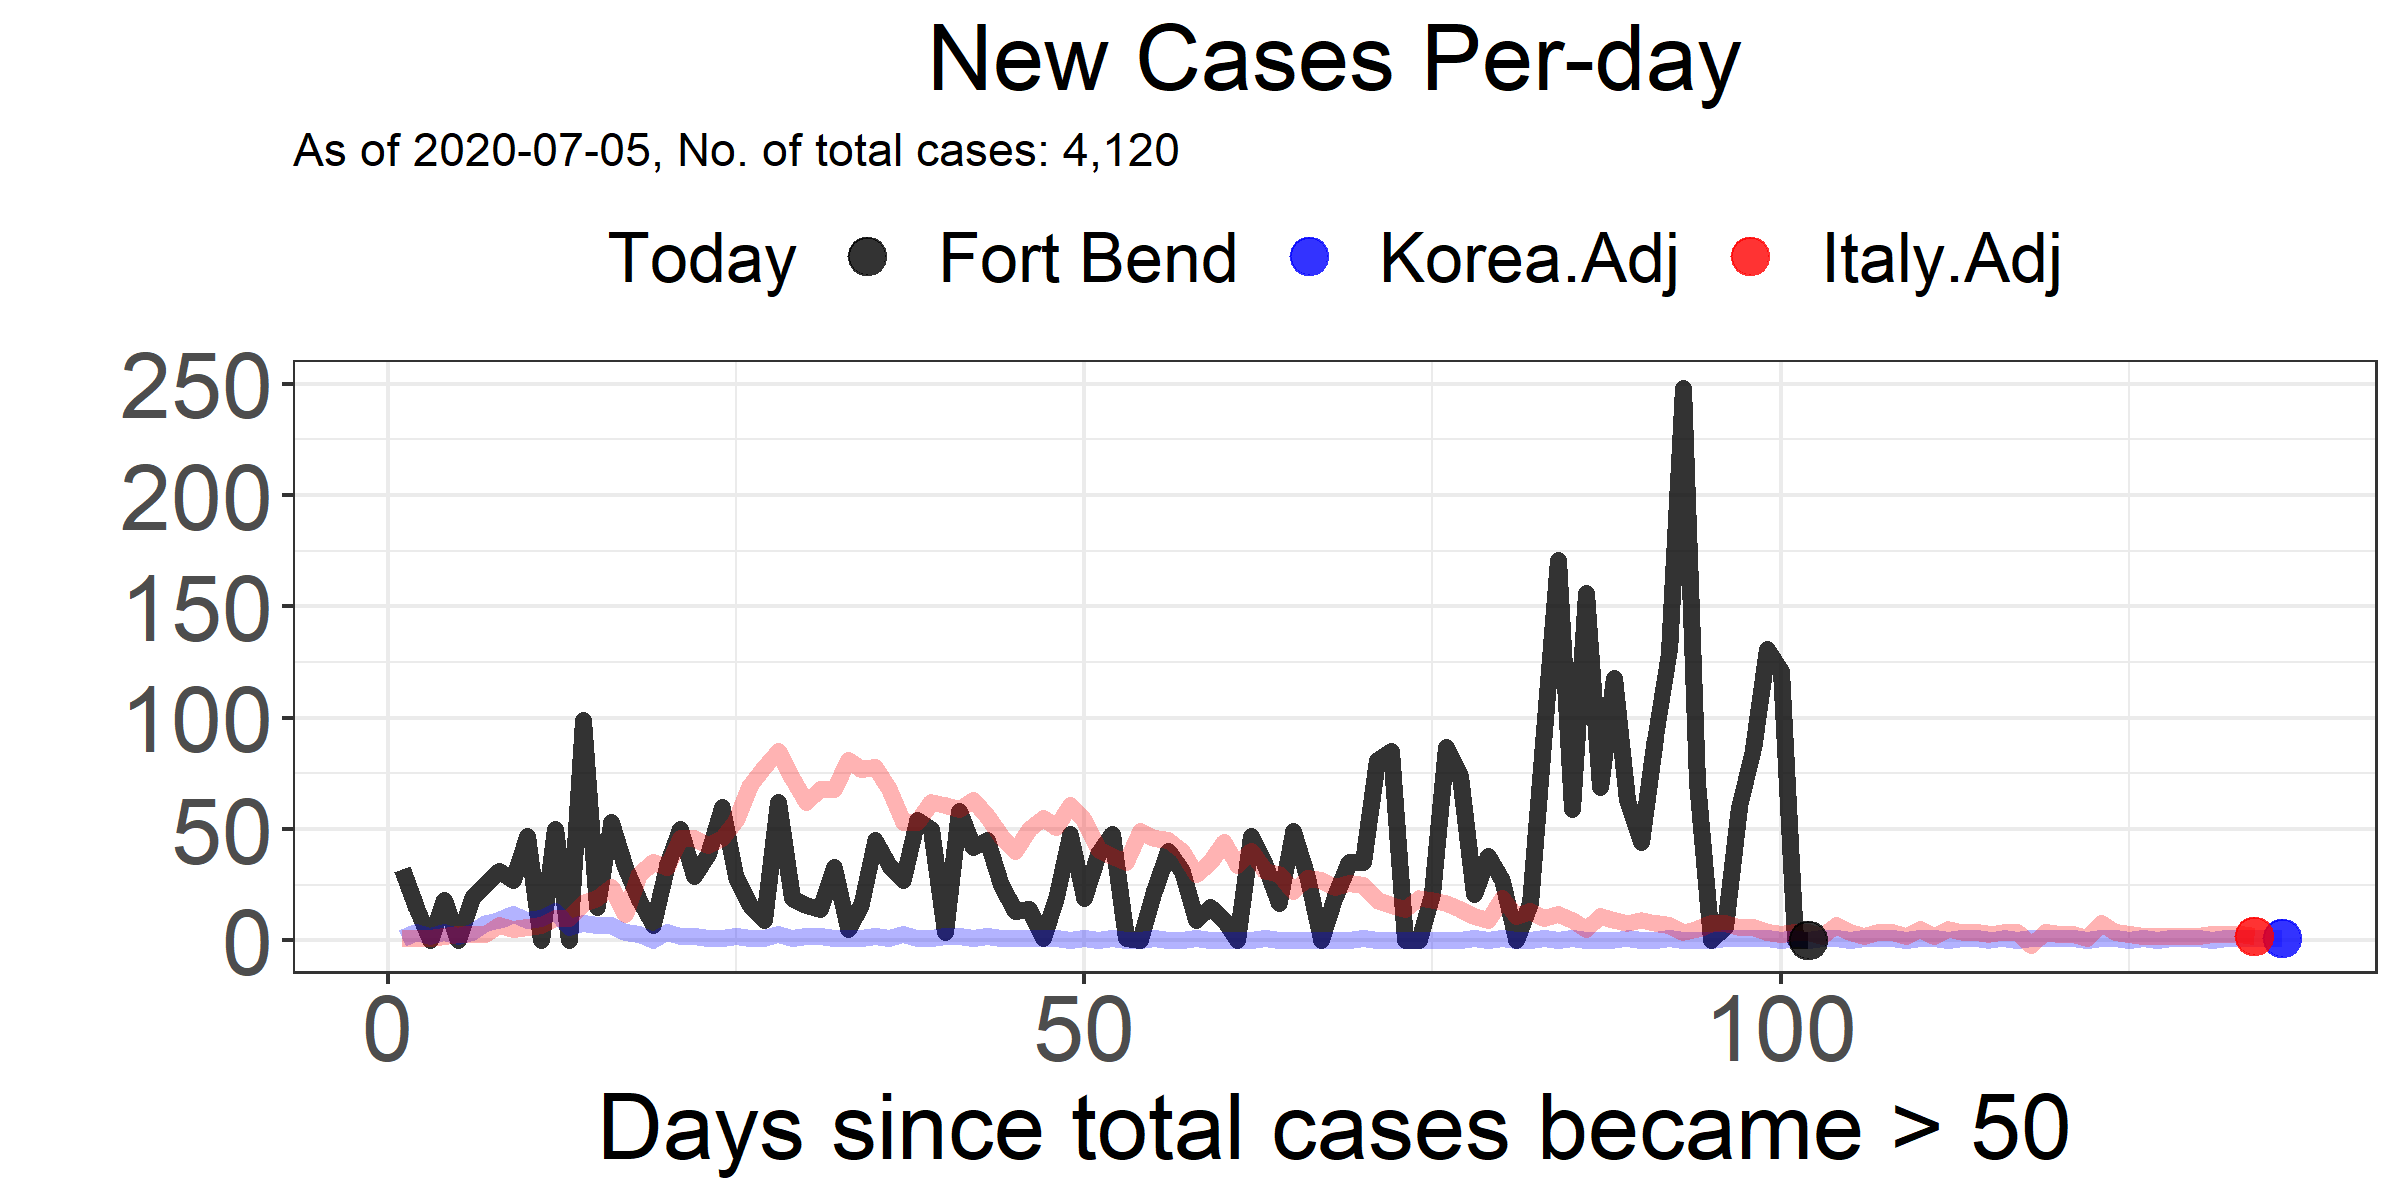 New Cases Per-day
As of 2020-07-05, No. of total cases: 4,120
Today Fort Bend Korea.Adj Italy.Adj
250
200
150
100
50
0
0 50 100
Days since total cases became > 50